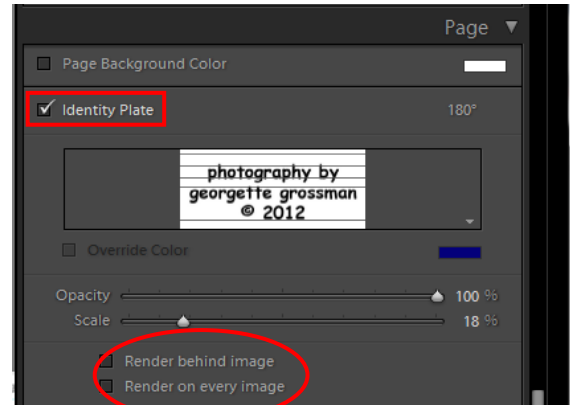 Page ▼
Page Background Color
Identity Plate 180°
photography by
georgette grossman
© 2012
Override Color
Opacity 100 %
Scale 18 %
Render behind image
Render on every image